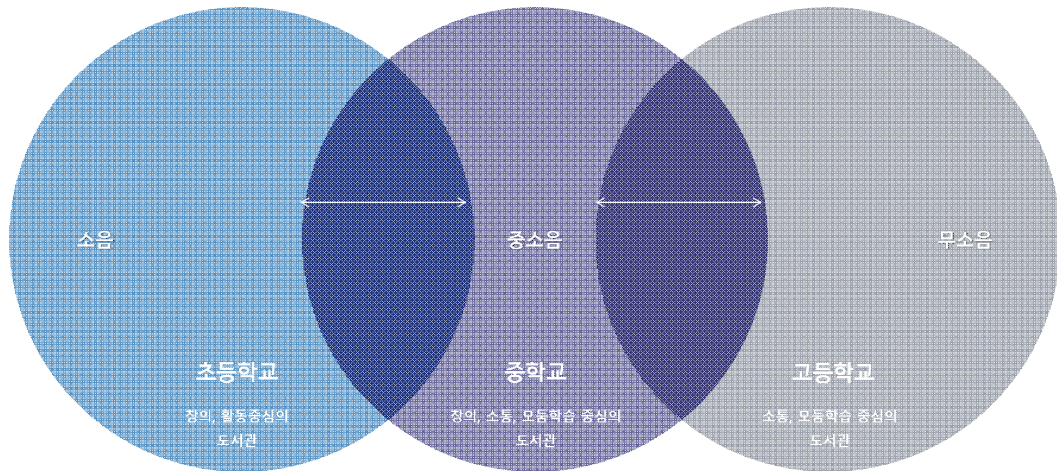 소음
중소음
무소음
초등학교
중학교
고등학교
창의, 활동중심의
도서관
창의, 소통, 모둠학습 중심의
도서관
소통, 모둠학습 중심의
도서관